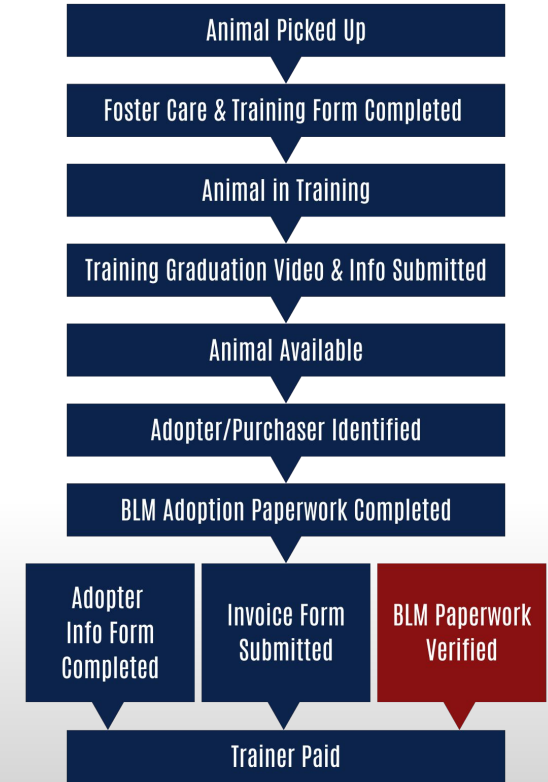 Animal Picked Up
Foster Care & Training Form Completed
Animal in Training
Training Graduation Video & Info Submitted
Animal Available
Adopter/Purchaser Identified
BLM Adoption Paperwork Completed
Adopter
Info Form
Completed
Invoice Form
Submitted
BLM Paperwork
Verified
Trainer Paid